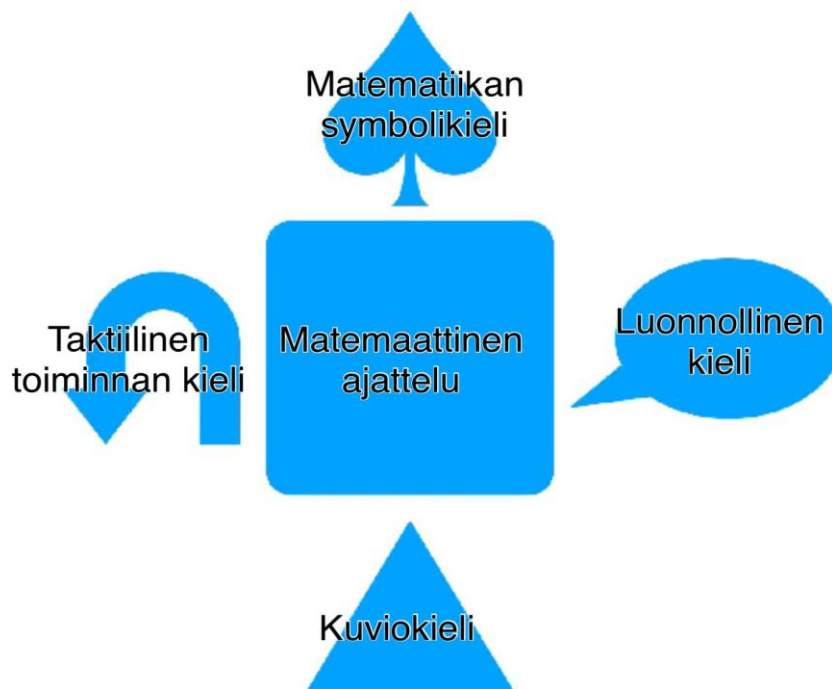 Matematiikan
symbolikieli
Taktiilinen
toiminnan kieli
Matemaattinen
ajattelu
Luonnollinen
kieli
Kuviokieli